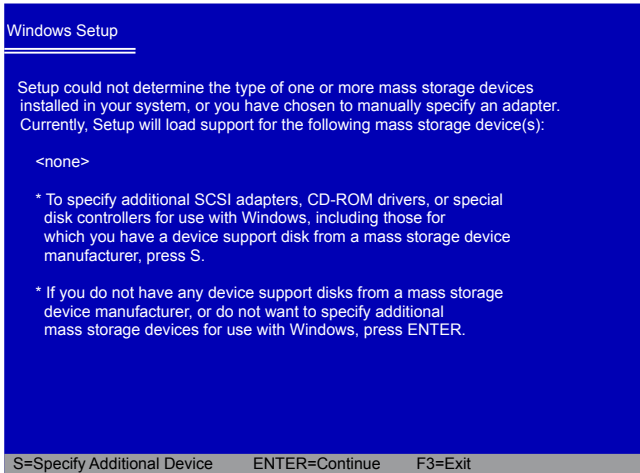 Windows Setup
Setup could not determine the type of one or more mass storage devices
installed in your system, or you have chosen to manually specify an adapter.
Currently, Setup will load support for the following mass storage device(s):
<none>
* To specify additional SCSI adapters, CD-ROM drivers, or special
disk controllers for use with Windows, including those for
which you have a device support disk from a mass storage device
manufacturer, press S.
* If you do not have any device support disks from a mass storage
device manufacturer, or do not want to specify additional
mass storage devices for use with Windows, press ENTER.
S=Specify Additional Device ENTER=Continue F3=Exit